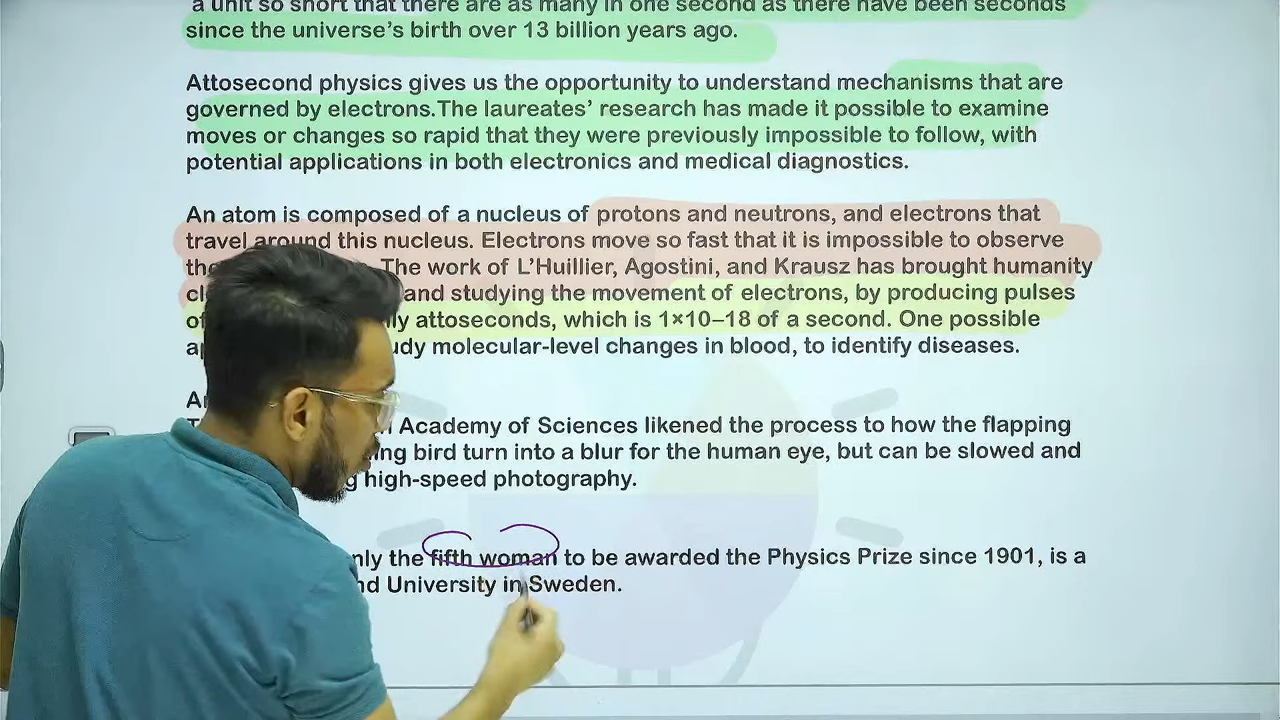 a unit so short that there are as many in one second as there have been seconds
since the universe's birth over 13 billion years ago.
Attosecond physics gives us the opportunity to understand mechanisms that are
governed by electrons.The laureates' research has made it possible to examine
moves or changes so rapid that they were previously impossible to follow, with
potential applications in both electronics and medical diagnostics.
An atom is composed of a nucleus of protons and neutrons, and electrons that
travel around this nucleus. Electrons move so fast that it is impossible to observe
The work of L'Huillier, Agostini, and Krausz has brought humanity
and studying the movement of electrons, by producing pulses
of attoseconds, which is 1×10–18 of a second. One possible
molecular-level changes in blood, to identify diseases.
Academy of Sciences likened the process to how the flapping
bird turn into a blur for the human eye, but can be slowed and
high-speed photography.
the fifth woman to be awarded the Physics Prize since 1901, is a
University in Sweden.